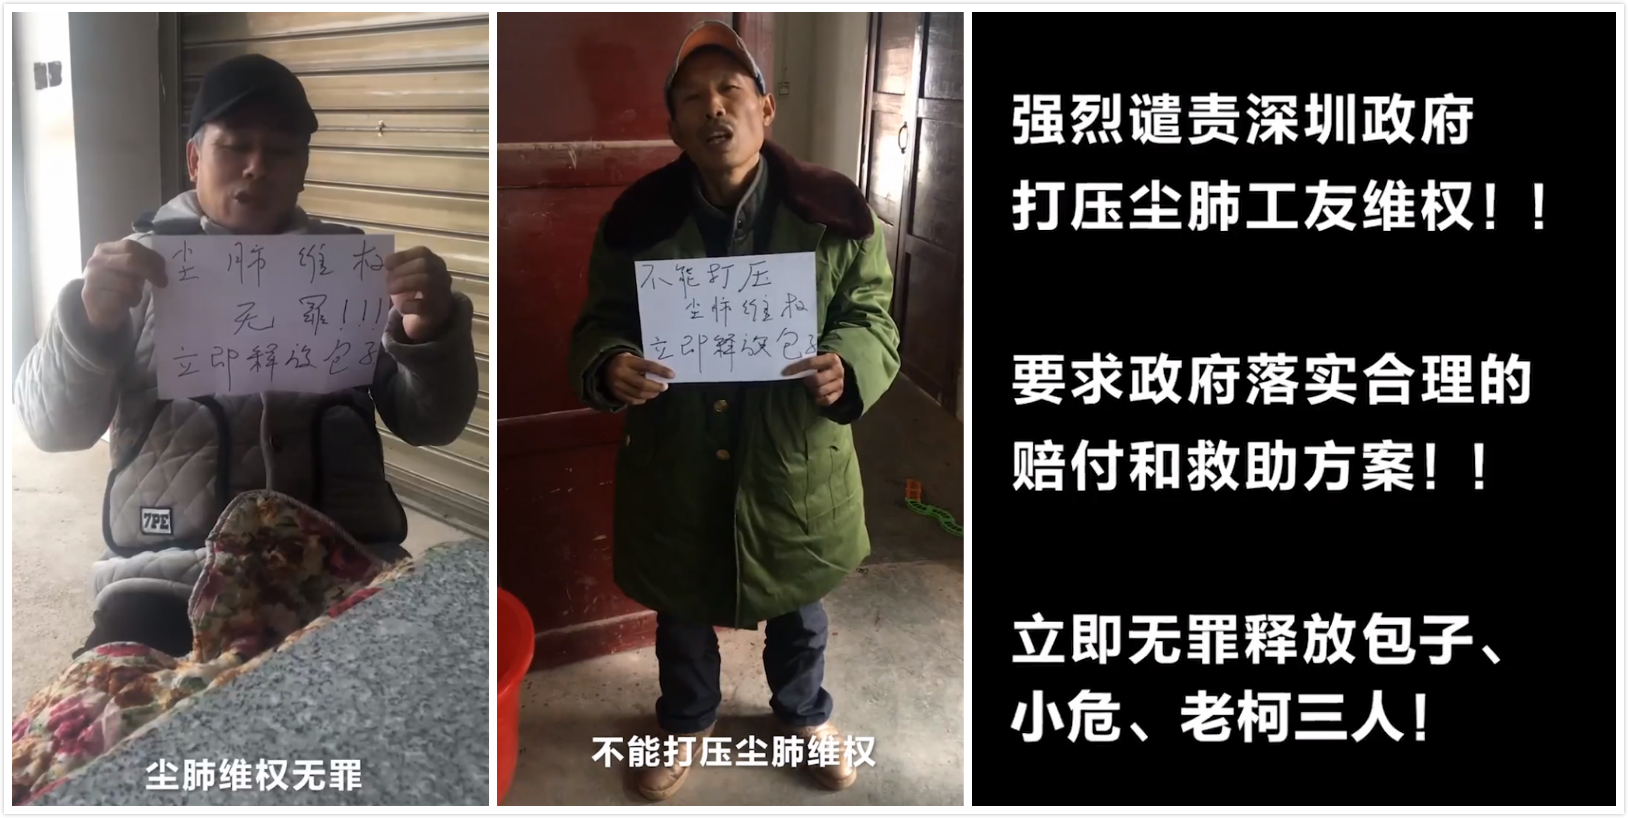 尘肺维权
无罪!!!
立即释放包子
7PE
尘肺维权无罪
不能打压
尘肺维权
立即释放包子
不能打压尘肺维权
强烈谴责深圳政府
打压尘肺工友维权！！
要求政府落实合理的
赔付和救助方案！！
立即无罪释放包子、
小危、老柯三人！